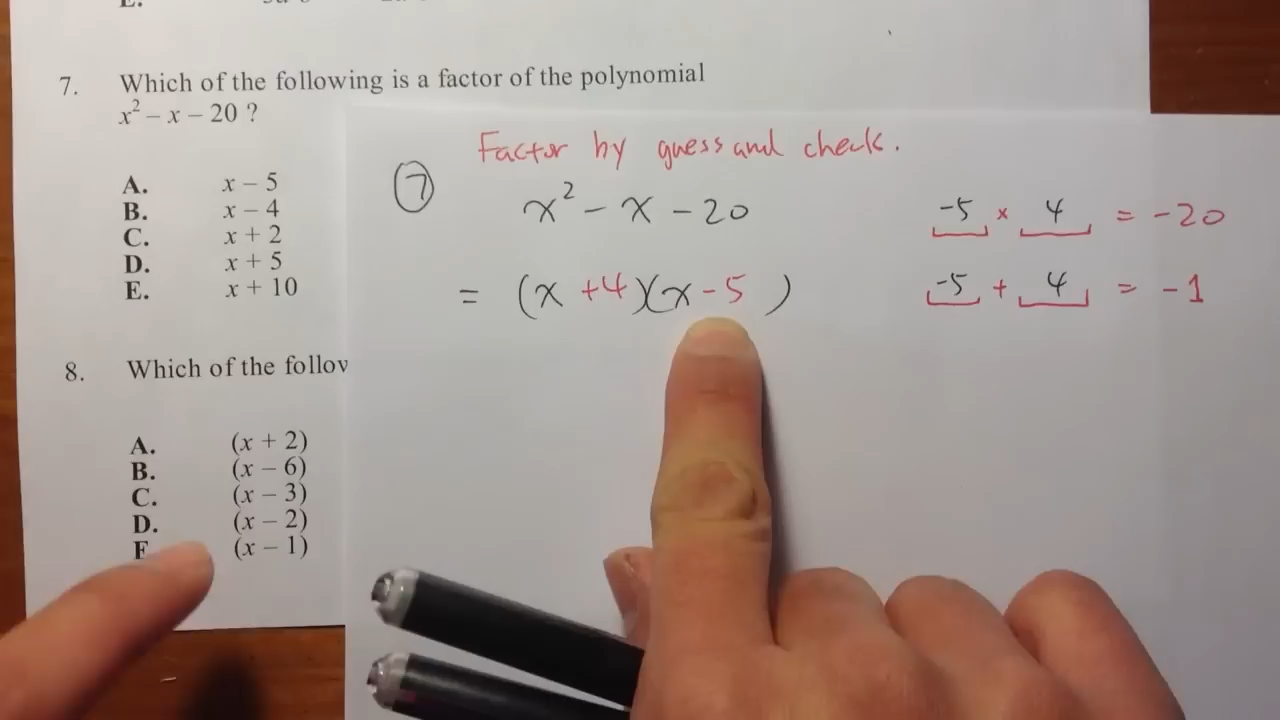 E.
7. Which of the following is a factor of the polynomial
x² – x – 20 ?
A. x – 5
B. x – 4
C. x + 2
D. x + 5
E. x + 10
8. Which of the
A. (x + 2)
B. (x – 6)
C. (x – 3)
D. (x – 2)
(x – 1)
Factor by guess and check.
7
x² – x – 20
= (x +4)(x –5 )
-5 × 4 = -20
-5 + 4 = -1